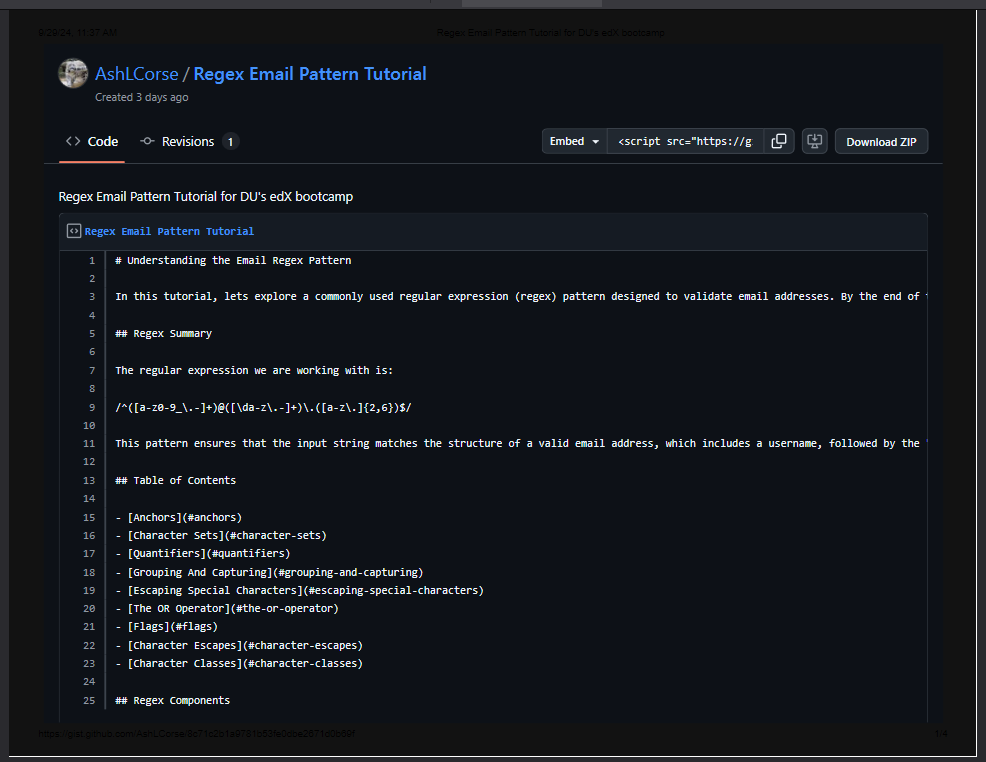 9/29/24, 11:37 AM
Regex Email Pattern Tutorial for DU's edX bootcamp
AshLCorse / Regex Email Pattern Tutorial
Created 3 days ago
Code
Revisions 1
Embed
<script src="https://g
Download ZIP
Regex Email Pattern Tutorial for DU's edX bootcamp
Regex Email Pattern Tutorial
1 # Understanding the Email Regex Pattern
2
3 In this tutorial, lets explore a commonly used regular expression (regex) pattern designed to validate email addresses. By the end of
4
5 ## Regex Summary
6
7 The regular expression we are working with is:
8
9 /^([a-z0-9_\.-]+)@([\da-z\.-]+)\.([a-z\.]{2,6})$/
10
11 This pattern ensures that the input string matches the structure of a valid email address, which includes a username, followed by the
12
13 ## Table of Contents
14
15 - [Anchors](#anchors)
16 - [Character Sets](#character-sets)
17 - [Quantifiers](#quantifiers)
18 - [Grouping And Capturing](#grouping-and-capturing)
19 - [Escaping Special Characters](#escaping-special-characters)
20 - [The OR Operator](#the-or-operator)
21 - [Flags](#flags)
22 - [Character Escapes](#character-escapes)
23 - [Character Classes](#character-classes)
24
25 ## Regex Components
1/4